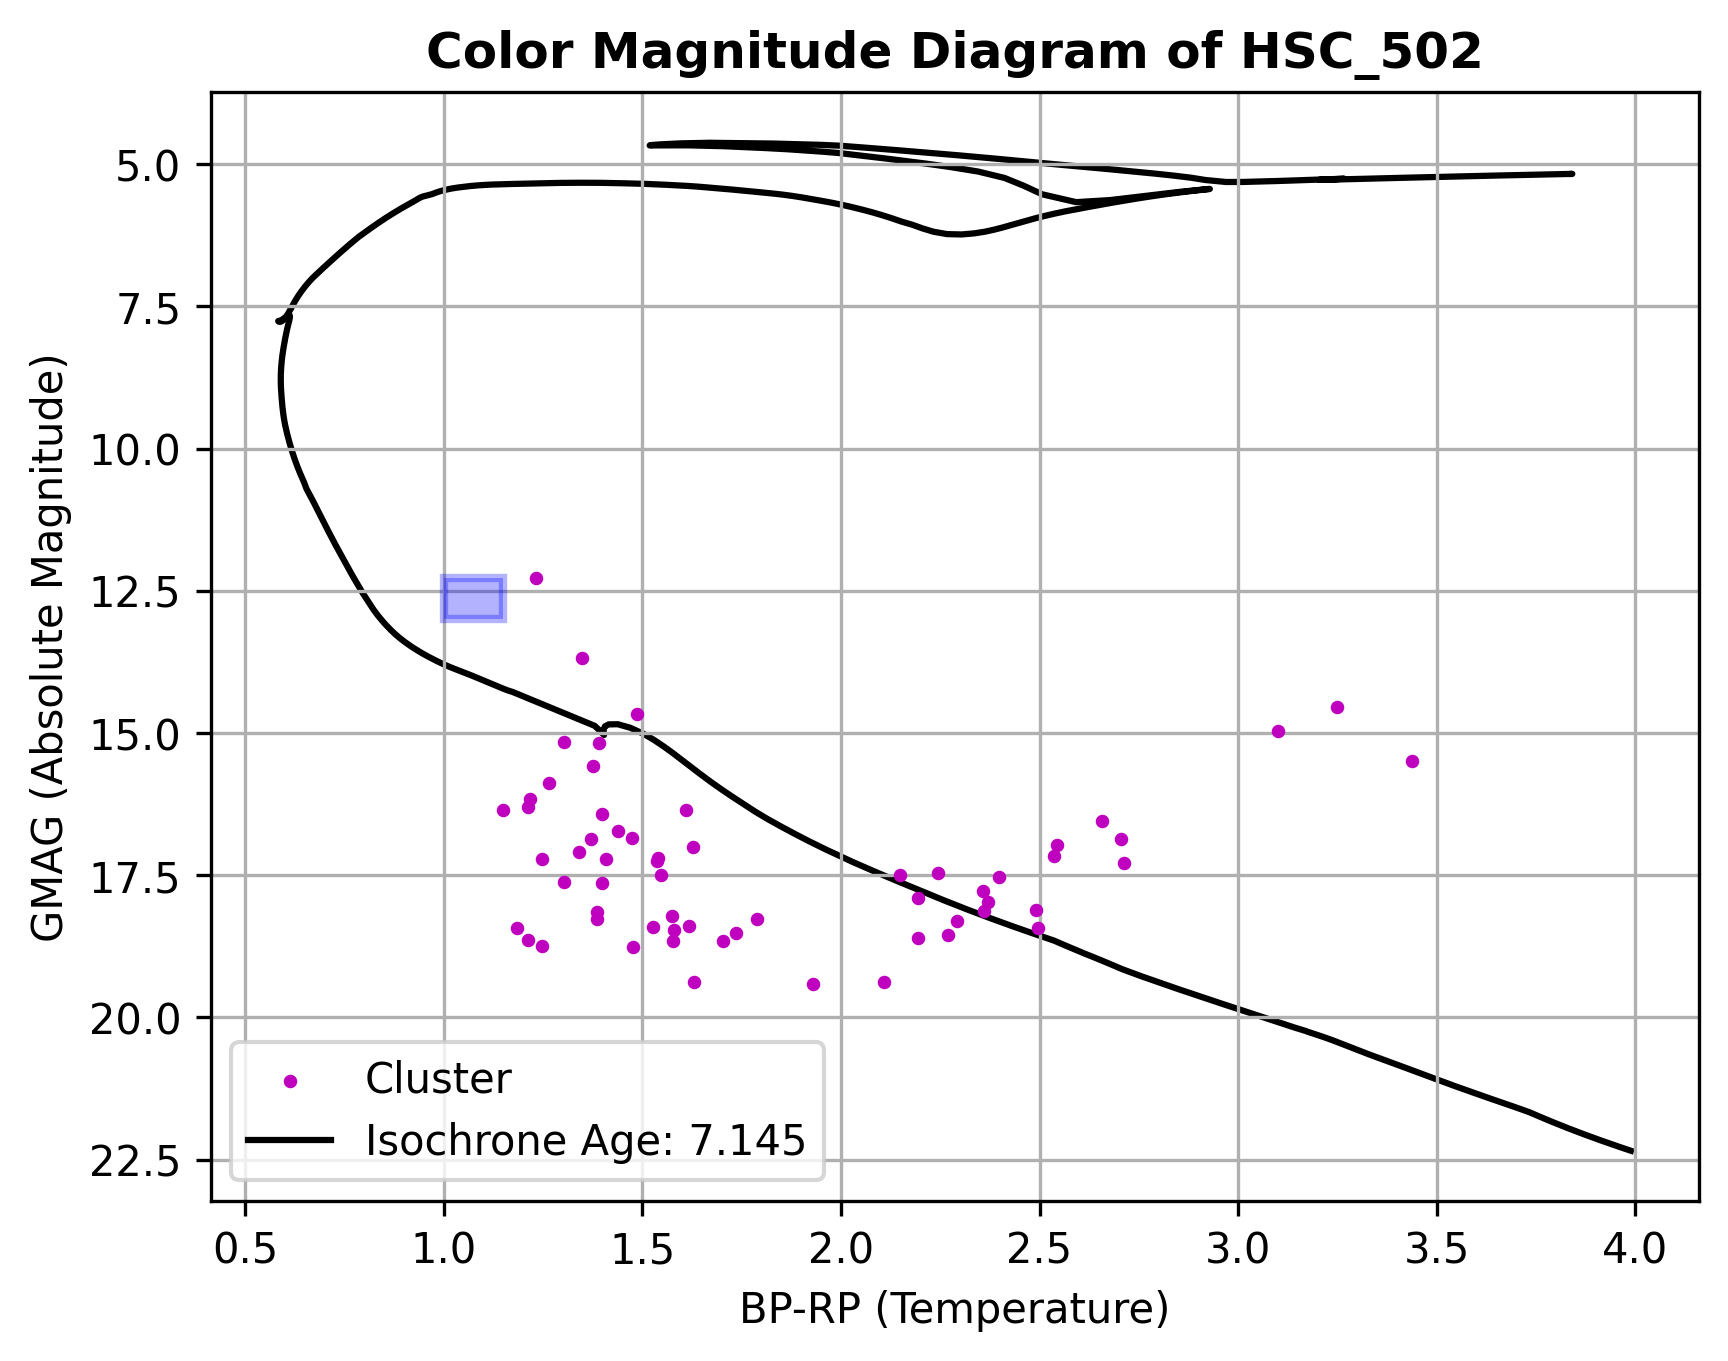 Color Magnitude Diagram of HSC_502
GMAG (Absolute Magnitude)
5.0
7.5
10.0
12.5
15.0
17.5
20.0
22.5
Cluster
Isochrone Age: 7.145
0.5 1.0 1.5 2.0 2.5 3.0 3.5 4.0
BP-RP (Temperature)